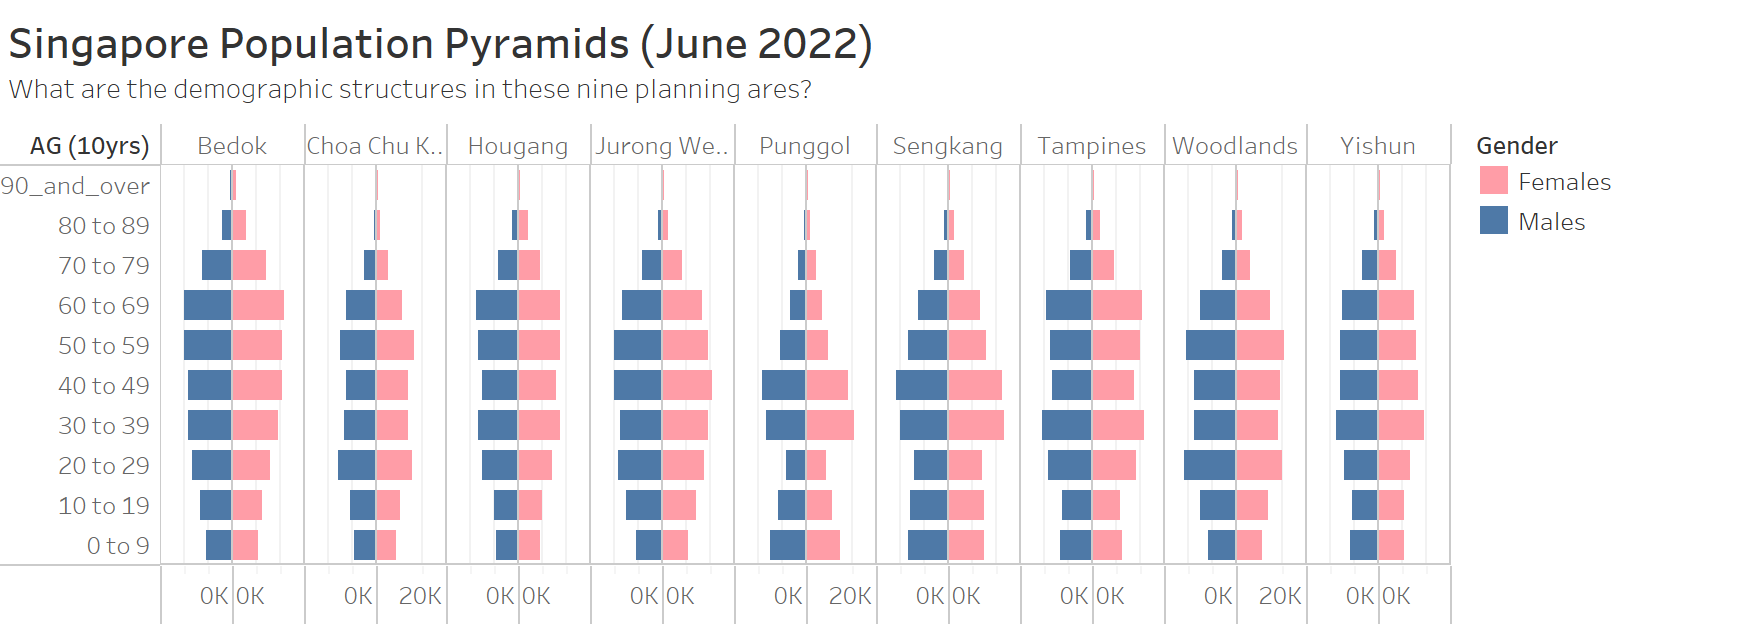 Singapore Population Pyramids (June 2022)
What are the demographic structures in these nine planning ares?
AG (10yrs) Bedok Choa Chu K.. Hougang Jurong We.. Punggol Sengkang Tampines Woodlands Yishun
90_and_over
80 to 89
70 to 79
60 to 69
50 to 59
40 to 49
30 to 39
20 to 29
10 to 19
0 to 9
0K 0K 0K 20K 0K 0K 0K 0K 0K 20K 0K 0K 0K 0K 0K 20K 0K 0K
Gender
Females
Males